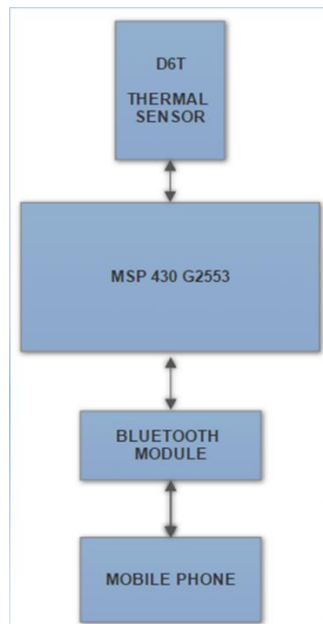 D6T
THERMAL
SENSOR
MSP 430 G2553
BLUETOOTH
MODULE
MOBILE PHONE